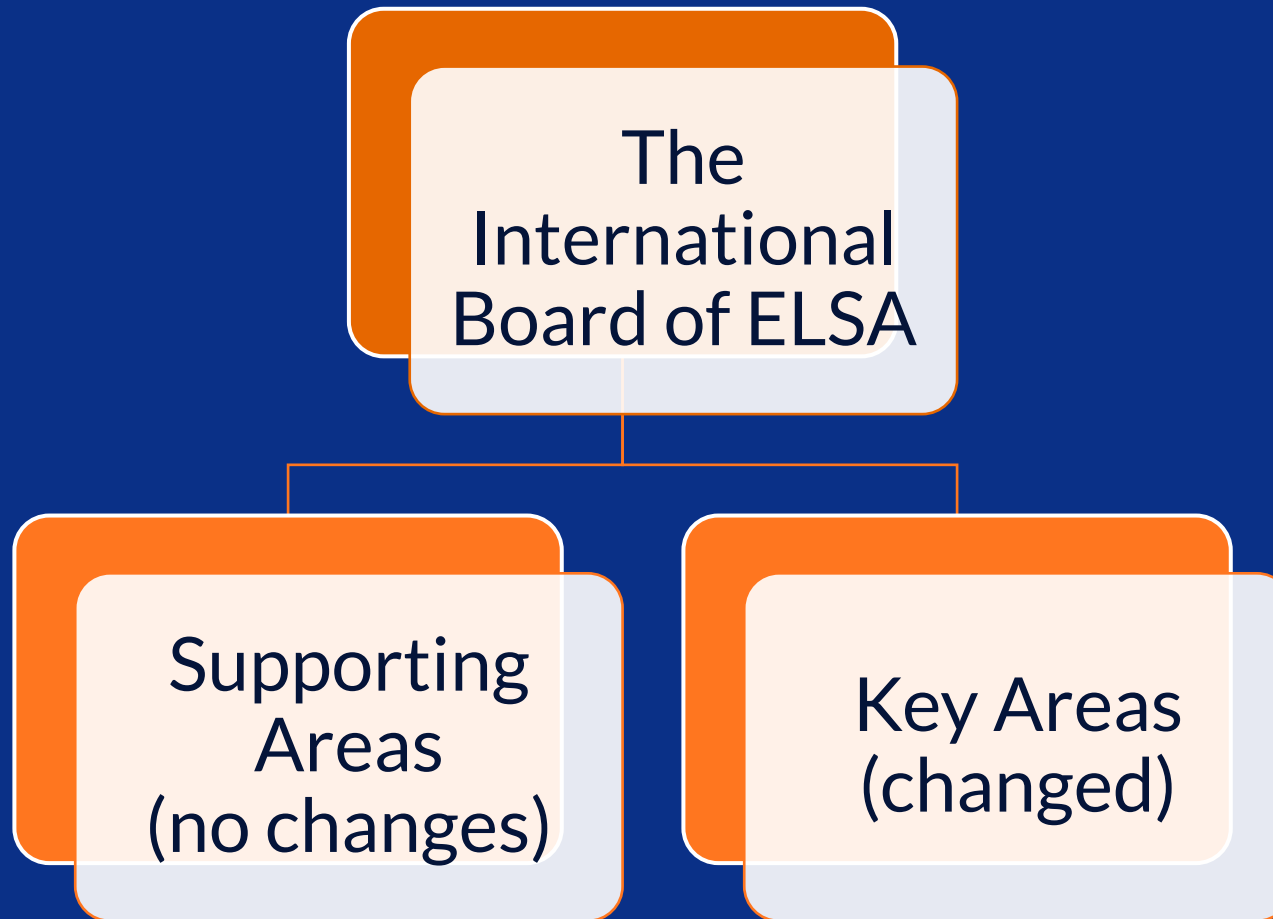 The
International
Board of ELSA
Supporting
Areas
(no changes)
Key Areas
(changed)